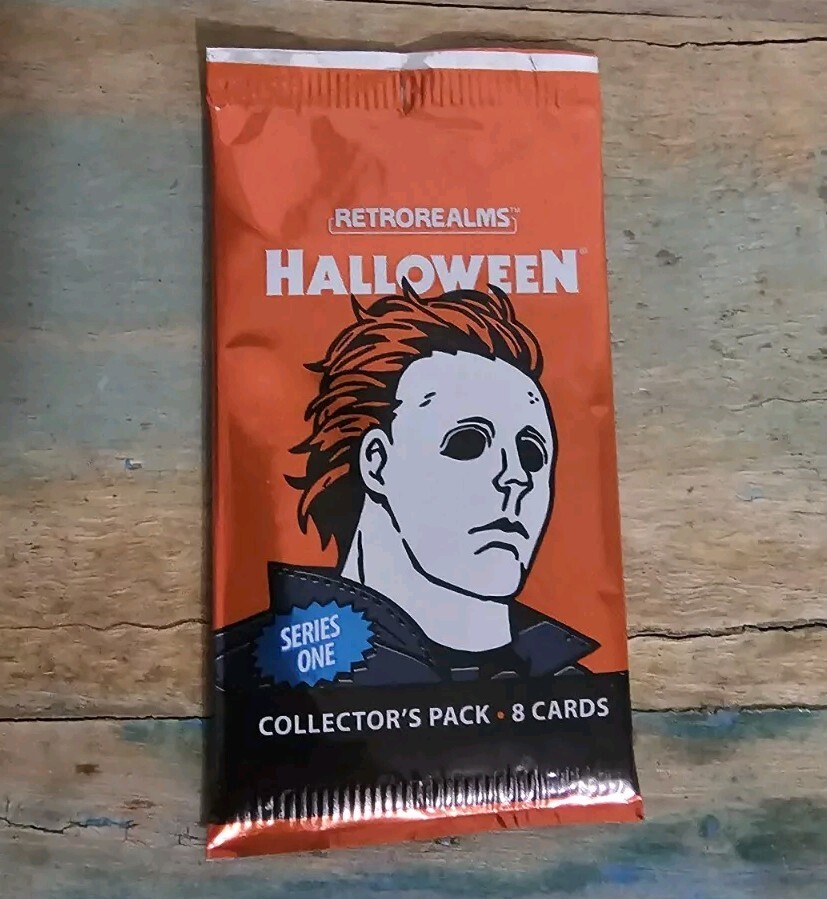 RETROREALMS™
HALLOWEEN®
SERIES
ONE
COLLECTOR'S PACK • 8 CARDS